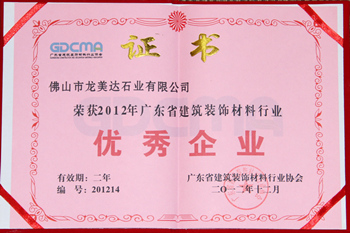 GDCMA
证书
佛山市龙美达石业有限公司
荣获2012年广东省建筑装饰材料行业
优秀企业
有效期：二年
编 号：201214
广东省建筑装饰材料行业协会
二〇一二年十二月